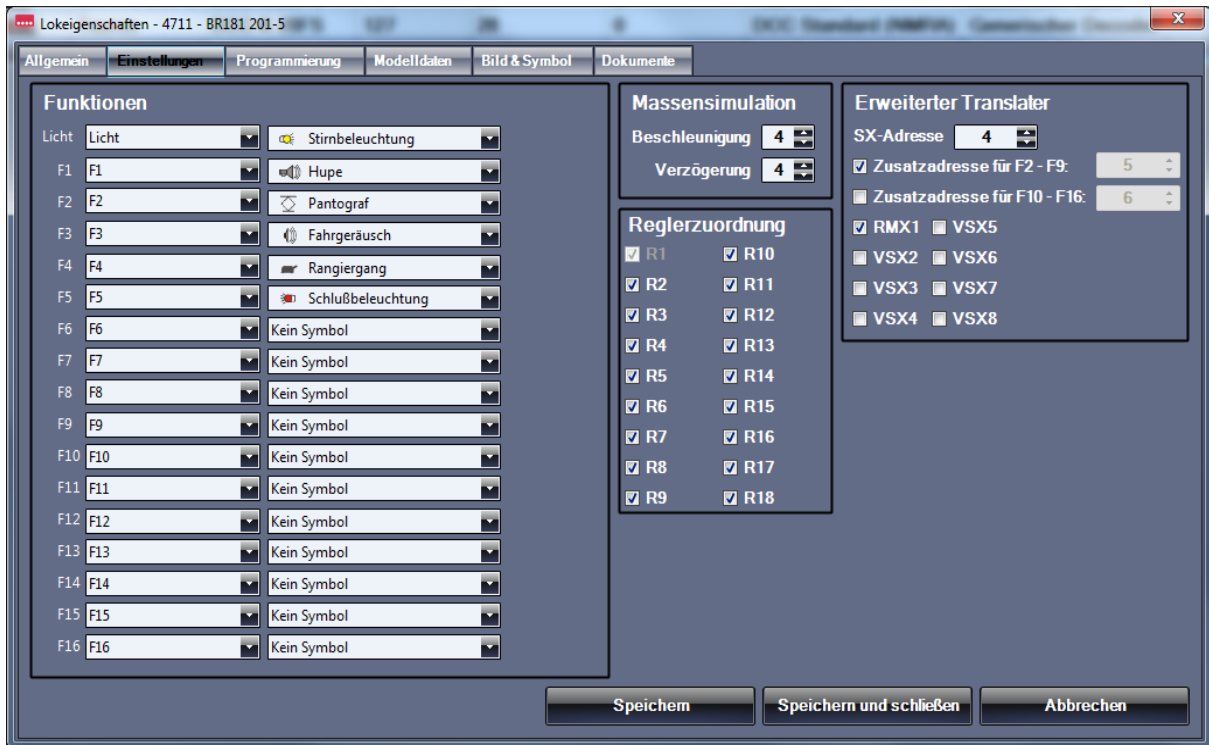 Lokeigenschaften - 4711 - BR181 201-5
Allgemein Einstellungen Programmierung Modelldaten Bild & Symbol Dokumente
Funktionen
Licht Licht Stirnbeleuchtung
F1 F1 Hupe
F2 F2 Pantograf
F3 F3 Fahrgeräusch
F4 F4 Rangiergang
F5 F5 Schlußbeleuchtung
F6 F6 Kein Symbol
F7 F7 Kein Symbol
F8 F8 Kein Symbol
F9 F9 Kein Symbol
F10 F10 Kein Symbol
F11 F11 Kein Symbol
F12 F12 Kein Symbol
F13 F13 Kein Symbol
F14 F14 Kein Symbol
F15 F15 Kein Symbol
F16 F16 Kein Symbol
Massensimulation
Beschleunigung 4
Verzögerung 4
Reglerzuordnung
R1 R10
R2 R11
R3 R12
R4 R13
R5 R14
R6 R15
R7 R16
R8 R17
R9 R18
Erweiterter Translater
SX-Adresse 4
Zusatzadresse für F2 - F9: 5
Zusatzadresse für F10 - F16: 6
RMX1 VSX5
VSX2 VSX6
VSX3 VSX7
VSX4 VSX8
Speichern Speichern und schließen Abbrechen